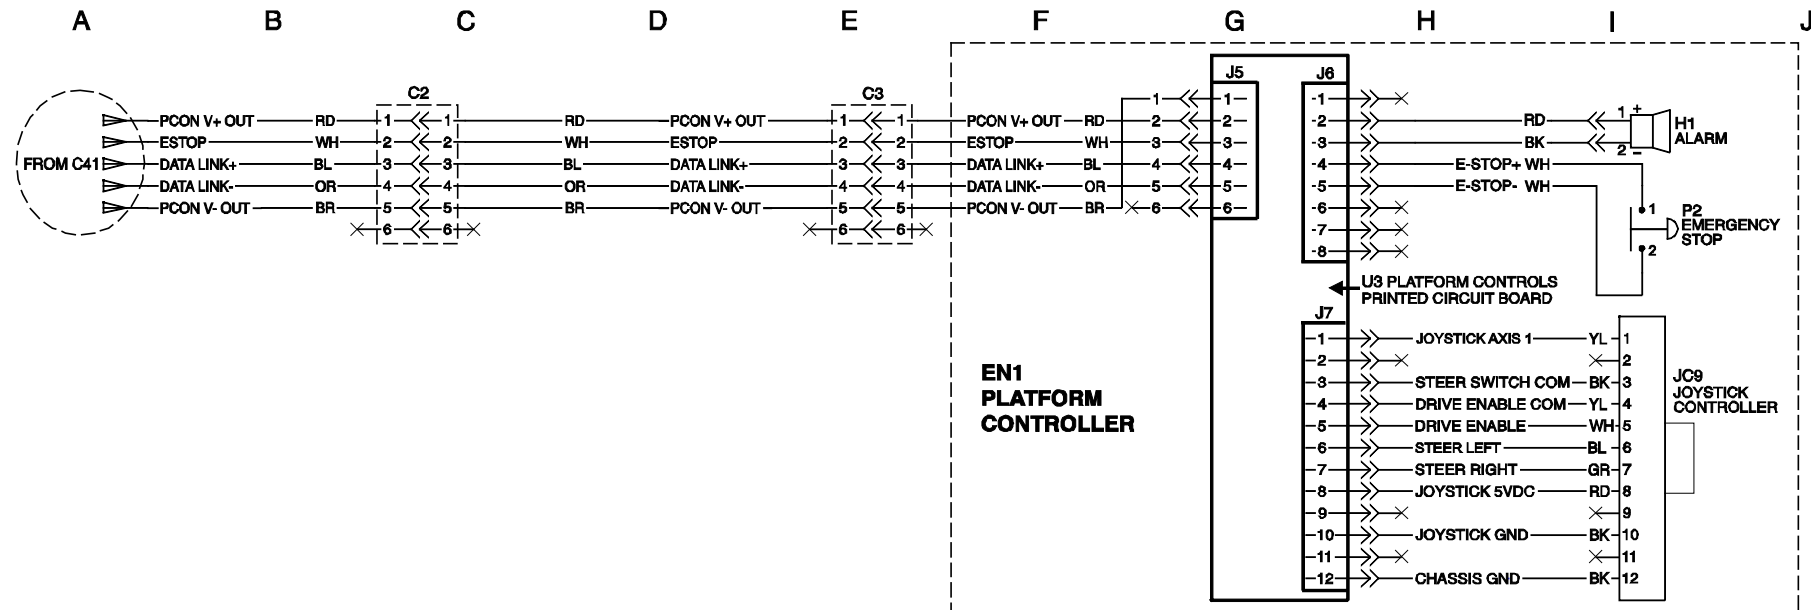 A B C D E F G H I J
J5 J6
C2 C3
1 1 -1
PCON V+ OUT RD 1 1 RD PCON V+ OUT 1 1 PCON V+ OUT RD 2 2 -2 RD 1 + H1
ESTOP WH 2 2 WH ESTOP 2 2 ESTOP WH 3 3 -3 BK 2 - ALARM
FROM C41 DATA LINK+ BL 3 3 BL DATA LINK+ 3 3 DATA LINK+ BL 4 4 -4 E-STOP+ WH
DATA LINK- OR 4 4 OR DATA LINK- 4 4 DATA LINK- OR 5 5 -5 E-STOP- WH
PCON V- OUT BR 5 5 BR PCON V- OUT 5 5 PCON V- OUT BR 6 6 -6 1 P2
6 6 6 6 -7 EMERGENCY
STOP
-8 2
U3 PLATFORM CONTROLS
PRINTED CIRCUIT BOARD
J7
1 JOYSTICK AXIS 1 YL 1
2 2
EN1
PLATFORM
CONTROLLER
3 STEER SWITCH COM BK 3
JC9
JOYSTICK
CONTROLLER
4 DRIVE ENABLE COM YL 4
5 DRIVE ENABLE WH 5
6 STEER LEFT BL 6
7 STEER RIGHT GR 7
8 JOYSTICK 5VDC RD 8
9 9
10 JOYSTICK GND BK 10
11 11
12 CHASSIS GND BK 12